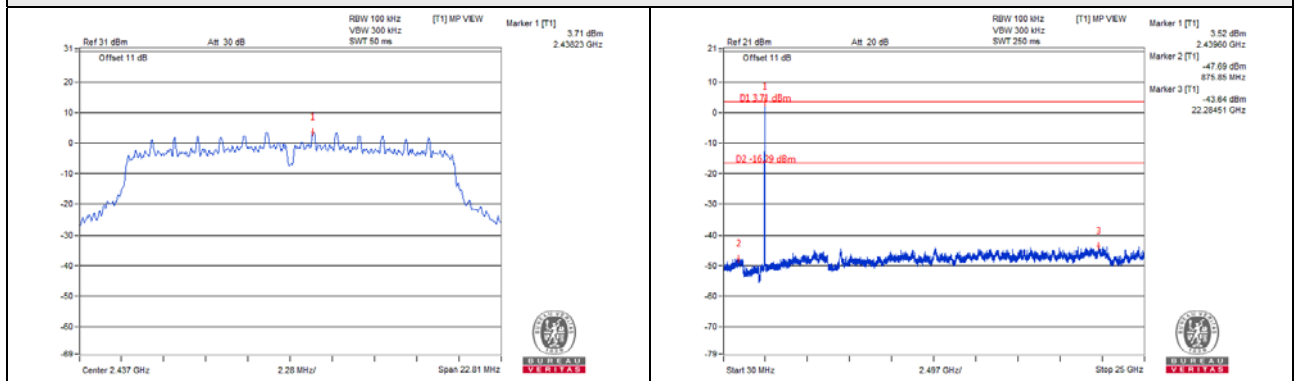 RBW 100 kHz
[T1] MP VIEW
VBW 300 kHz
SWT 50 ms
Ref 31 dBm
Att 30 dB
Marker 1 [T1]
3.71 dBm
2.43823 GHz
Offset 11 dB
31
20
10
0
-10
-20
-30
-40
-50
-60
-69
1
Center 2.437 GHz
2.28 MHz/
Span 22.81 MHz
BUREAU
VERITAS
RBW 100 kHz
[T1] MP VIEW
VBW 300 kHz
SWT 250 ms
Ref 21 dBm
Att 20 dB
Marker 1 [T1]
3.52 dBm
2.43960 GHz
Marker 2 [T1]
-47.69 dBm
875.85 MHz
Marker 3 [T1]
-43.64 dBm
22.28451 GHz
Offset 11 dB
21
10
0
-10
-20
-30
-40
-50
-60
-70
-79
1
D1 3.71 dBm
D2 -16.29 dBm
2
3
Start 30 MHz
2.497 GHz/
Stop 25 GHz
BUREAU
VERITAS